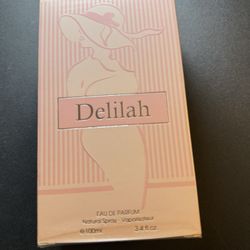 Delilah
EAU DE PARFUM
Natural Spray Vaporisateur
℮100ml 3.4 fl.oz